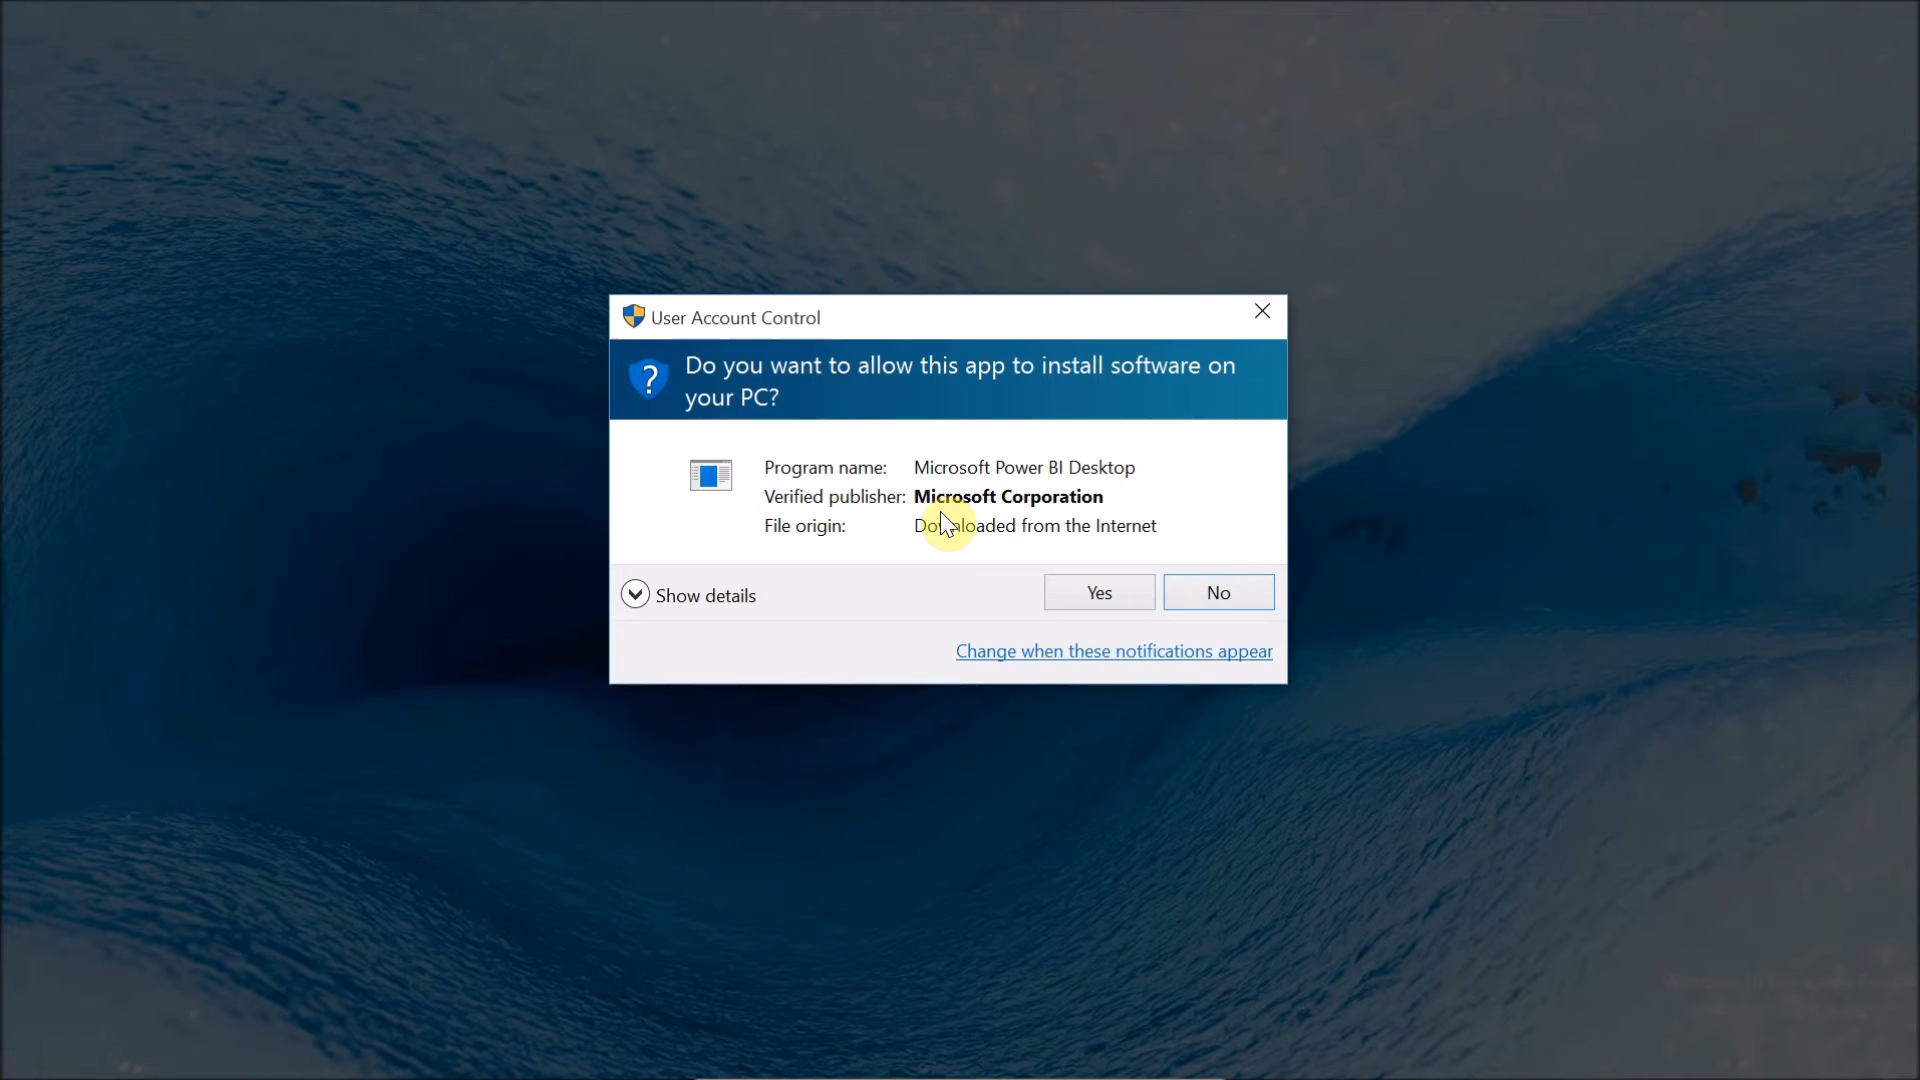 User Account Control
Do you want to allow this app to install software on
your PC?
Program name: Microsoft Power BI Desktop
Verified publisher: Microsoft Corporation
File origin: Downloaded from the Internet
Show details
Yes
No
Change when these notifications appear